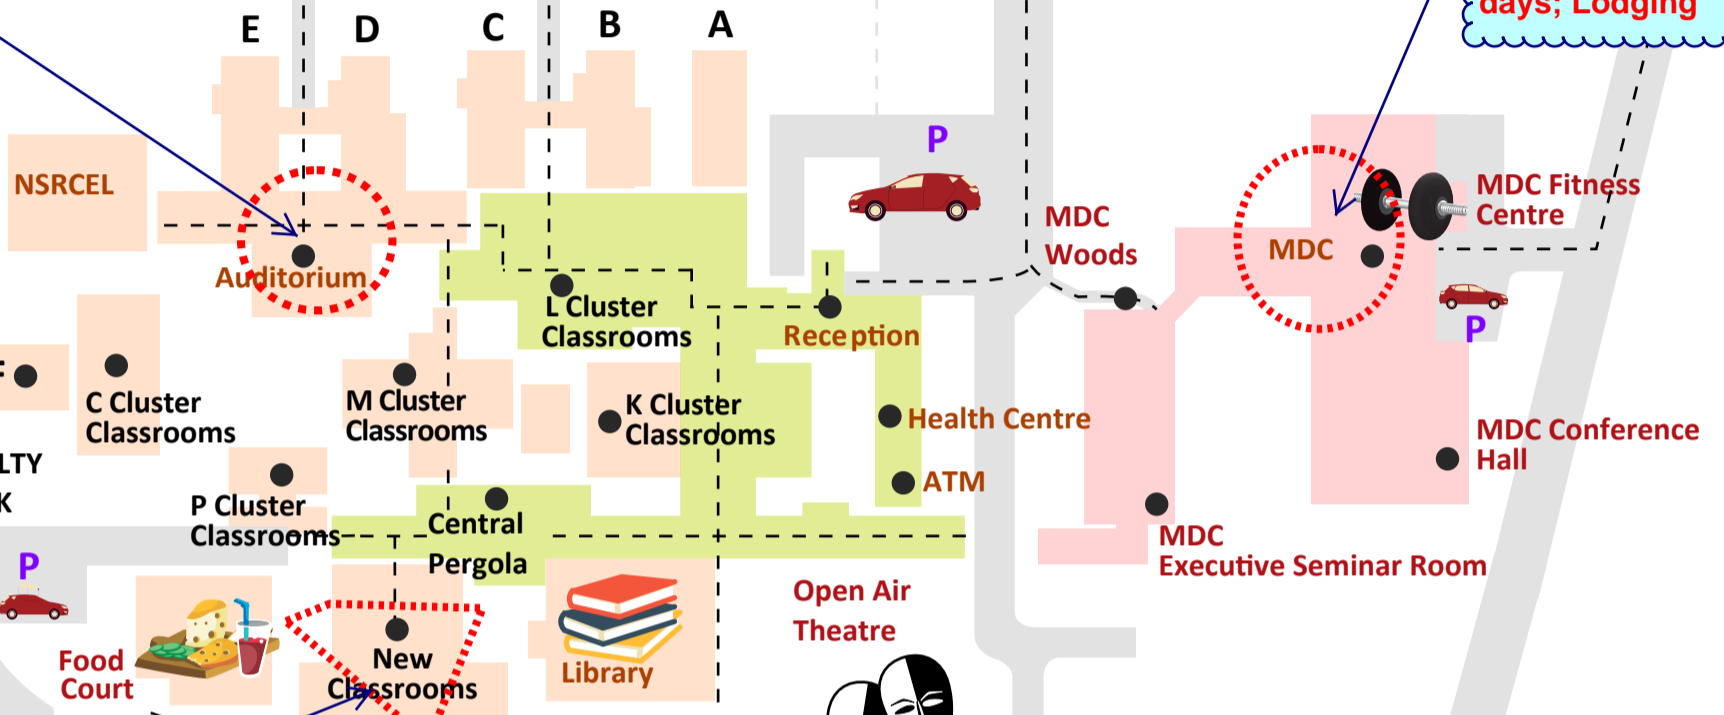 days; Lodging
E
D
C
B
A
P
NSRCEL
MDC Fitness
Centre
MDC
Woods
MDC
Auditorium
L Cluster
Classrooms
Reception
P
C Cluster
Classrooms
M Cluster
Classrooms
K Cluster
Classrooms
Health Centre
MDC Conference
Hall
LTY
K
ATM
P Cluster
Classrooms
Central
Pergola
MDC
Executive Seminar Room
P
Open Air
Theatre
Food
Court
New
Classrooms
Library